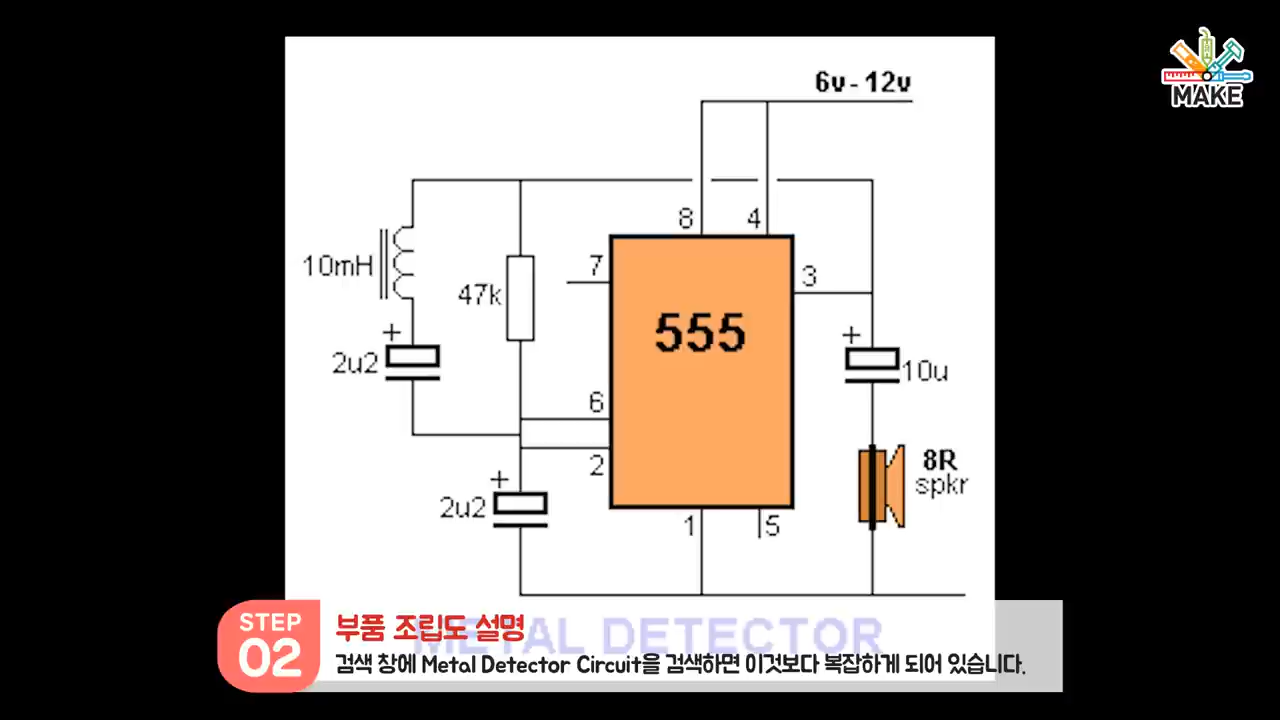 MAKE
6v - 12v
8
4
7
3
10mH
47k
555
+
2u2
+
10u
6
2
8R
spkr
+
2u2
1
5
METAL DETECTOR
STEP
02
부품 조립도 설명
검색 창에 Metal Detector Circuit을 검색하면 이것보다 복잡하게 되어 있습니다.